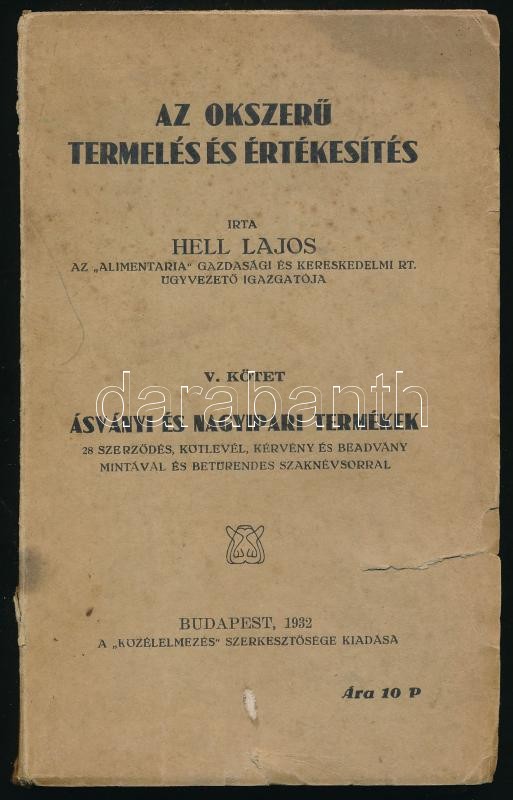 AZ OKSZERŰ
TERMELÉS ÉS ÉRTÉKESÍTÉS
IRTA
HELL LAJOS
AZ „ALIMENTARIA" GAZDASÁGI ÉS KERESKEDELMI RT.
ÜGYVEZETŐ IGAZGATÓJA
V. KÖTET
darabanth
ÁSVÁNYI ÉS NAGYIPARI TERMÉKEK
28 SZERZŐDÉS, KÖTLEVÉL, KÉRVÉNY ÉS BEADVÁNY
MINTÁVAL ÉS BETŰRENDES SZAKNÉVSORRAL
BUDAPEST, 1932
A „KÖZÉLELMEZÉS" SZERKESZTŐSÉGE KIADÁSA
Ára 10 P